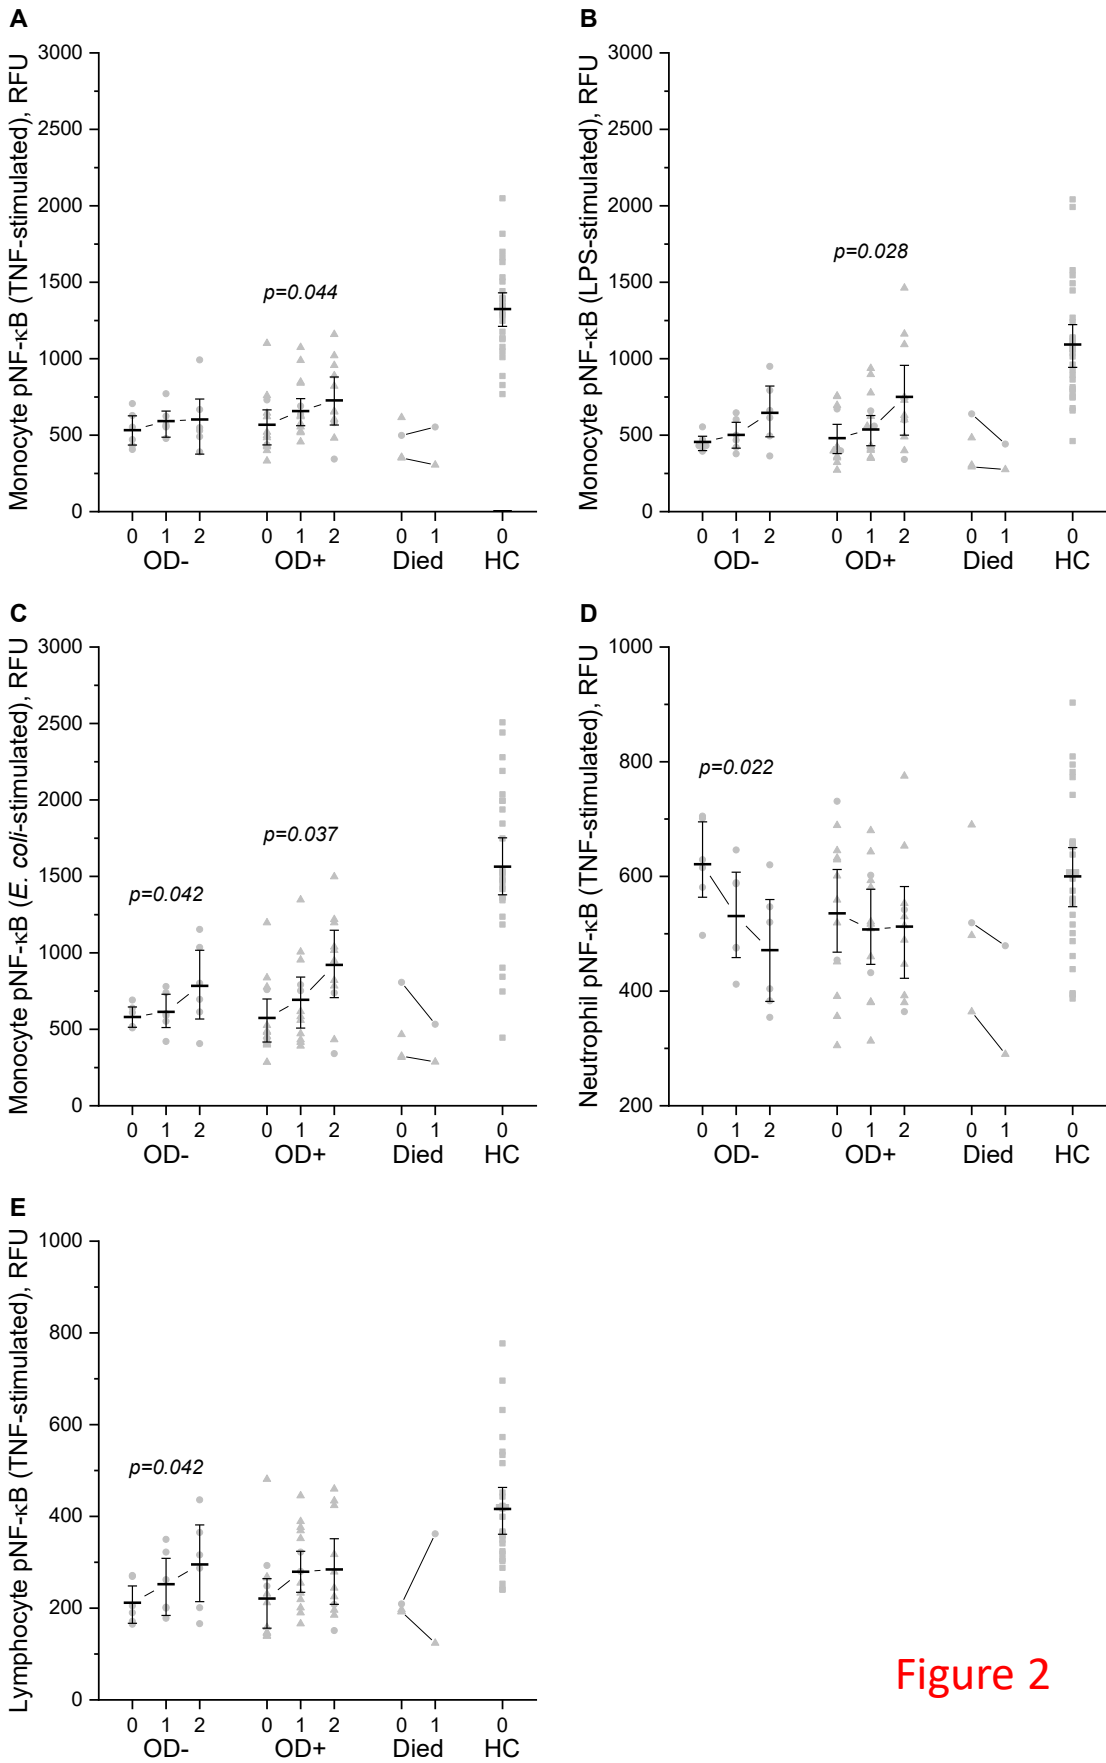 A
Monocyte pNF-κB (TNF-stimulated), RFU
3000
2500
2000
1500
1000
500
0
p=0.044
0 1 2 0 1 2 0 1 0
OD- OD+ Died HC
B
Monocyte pNF-κB (LPS-stimulated), RFU
3000
2500
2000
1500
1000
500
0
p=0.028
0 1 2 0 1 2 0 1 0
OD- OD+ Died HC
C
Monocyte pNF-κB (E. coli-stimulated), RFU
3000
2500
2000
1500
1000
500
0
p=0.042
p=0.037
0 1 2 0 1 2 0 1 0
OD- OD+ Died HC
D
Neutrophil pNF-κB (TNF-stimulated), RFU
1000
800
600
400
200
p=0.022
0 1 2 0 1 2 0 1 0
OD- OD+ Died HC
E
Lymphocyte pNF-κB (TNF-stimulated), RFU
1000
800
600
400
200
0
p=0.042
0 1 2 0 1 2 0 1 0
OD- OD+ Died HC
Figure 2